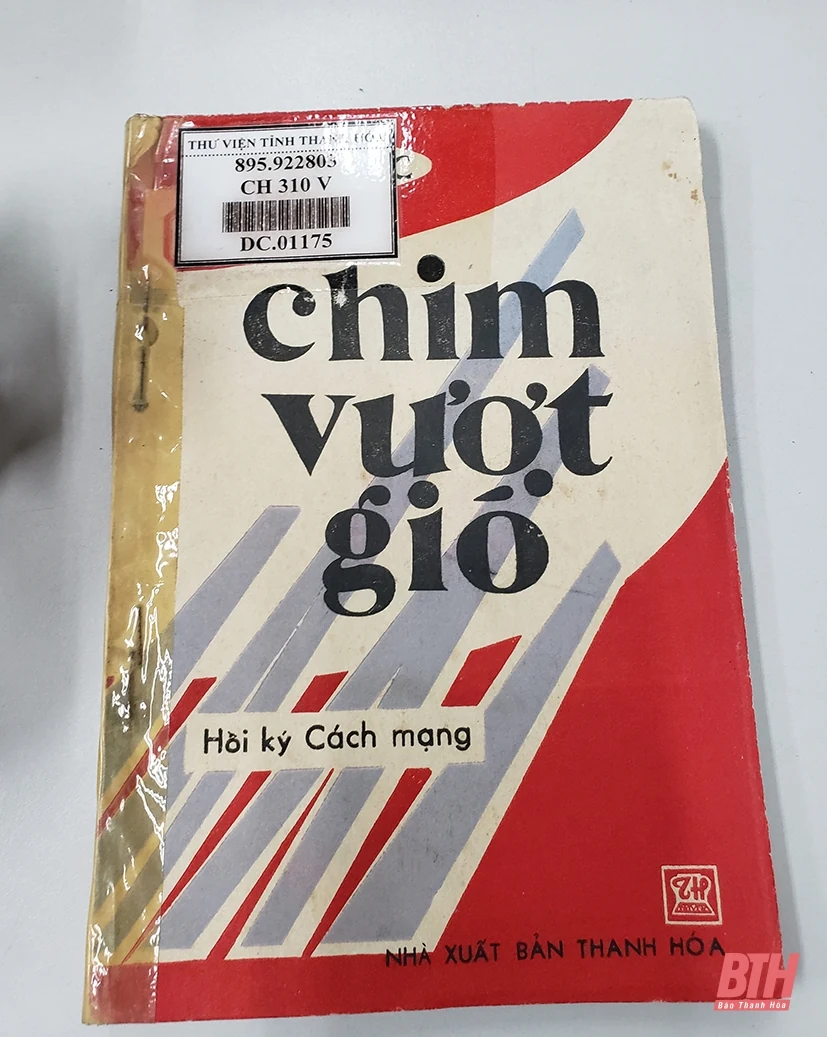 THƯ VIỆN TỈNH THANH HÓA
895.922803
CH 310 V
DC.01175
chim
vượt
gió
Hồi ký Cách mạng
TH
NHÀ XUẤT BẢN THANH HÓA
BTH
Báo Thanh Hóa